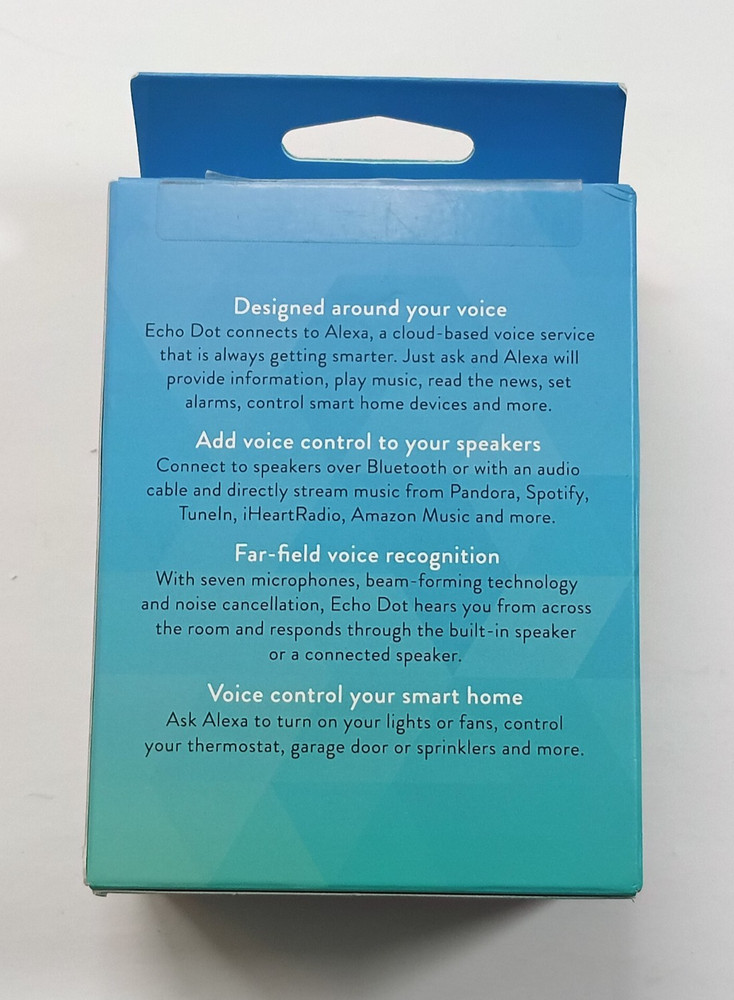 Designed around your voice
Echo Dot connects to Alexa, a cloud-based voice service
that is always getting smarter. Just ask and Alexa will
provide information, play music, read the news, set
alarms, control smart home devices and more.
Add voice control to your speakers
Connect to speakers over Bluetooth or with an audio
cable and directly stream music from Pandora, Spotify,
TuneIn, iHeartRadio, Amazon Music and more.
Far-field voice recognition
With seven microphones, beam-forming technology
and noise cancellation, Echo Dot hears you from across
the room and responds through the built-in speaker
or a connected speaker.
Voice control your smart home
Ask Alexa to turn on your lights or fans, control
your thermostat, garage door or sprinklers and more.